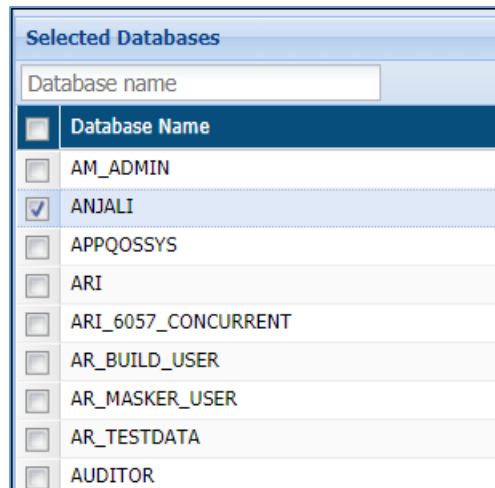 Selected Databases
Database name
Database Name
AM_ADMIN
ANJALI
APPQOSSYS
ARI
ARI_6057_CONCURRENT
AR_BUILD_USER
AR_MASKER_USER
AR_TESTDATA
AUDITOR